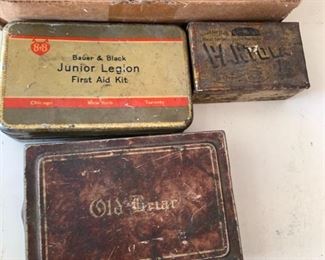 B&B
Bauer & Black
Junior Legion
First Aid Kit
Chicago New York Toronto
Old Briar